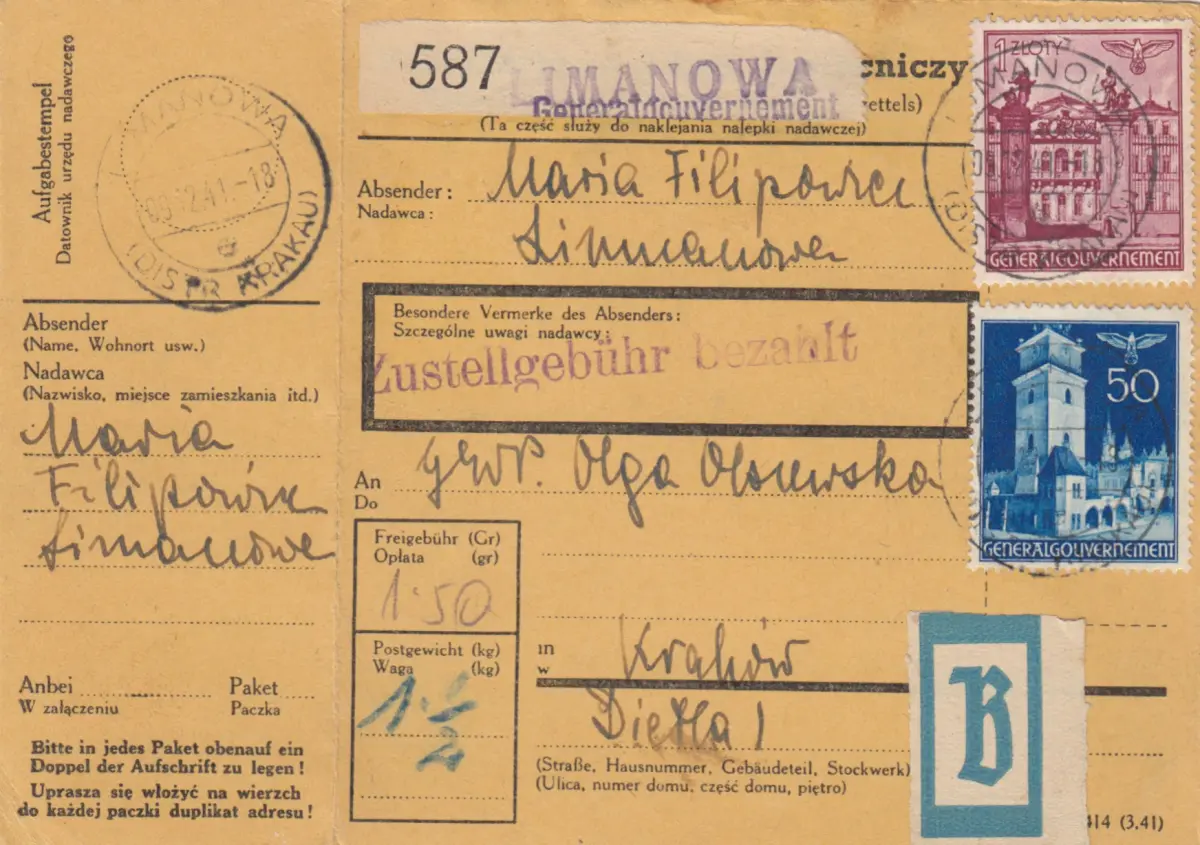 Aufgabestempel
Datownik urzędu nadawczego
LIMANOWA
09.12.41.-18
a
(DISTR KRAKAU)
Absender
(Name, Wohnort usw.)
Nadawca
(Nazwisko, miejsce zamieszkania itd.)
Maria
Filipówna
Limanowa
Anbei Paket
W załączeniu Paczka
Bitte in jedes Paket obenauf ein
Doppel der Aufschrift zu legen!
Uprasza się włożyć na wierzch
do każdej paczki duplikat adresu!
587 LIMANOWA
Generalgouvernement
czniczy
zettels)
(Ta część służy do naklejania nalepki nadawczej)
Absender: Maria
Nadawca:
Besondere Vermerke des Absenders:
Szczególne uwagi nadawcy:
Zustellgebühr bezahlt
An Olga Olszewska
Do
Freigebühr (Gr)
Opłata (gr)
1.50
Postgewicht (kg)
Waga (kg)
1 1/2
in Kraków
w
Dietla 1
(Straße, Hausnummer, Gebäudeteil, Stockwerk)
(Ulica, numer domu, część domu, piętro)
B
414 (3.41)
1 ZŁOTY
GENERALGOUVERNEMENT
50
GENERALGOUVERNEMENT